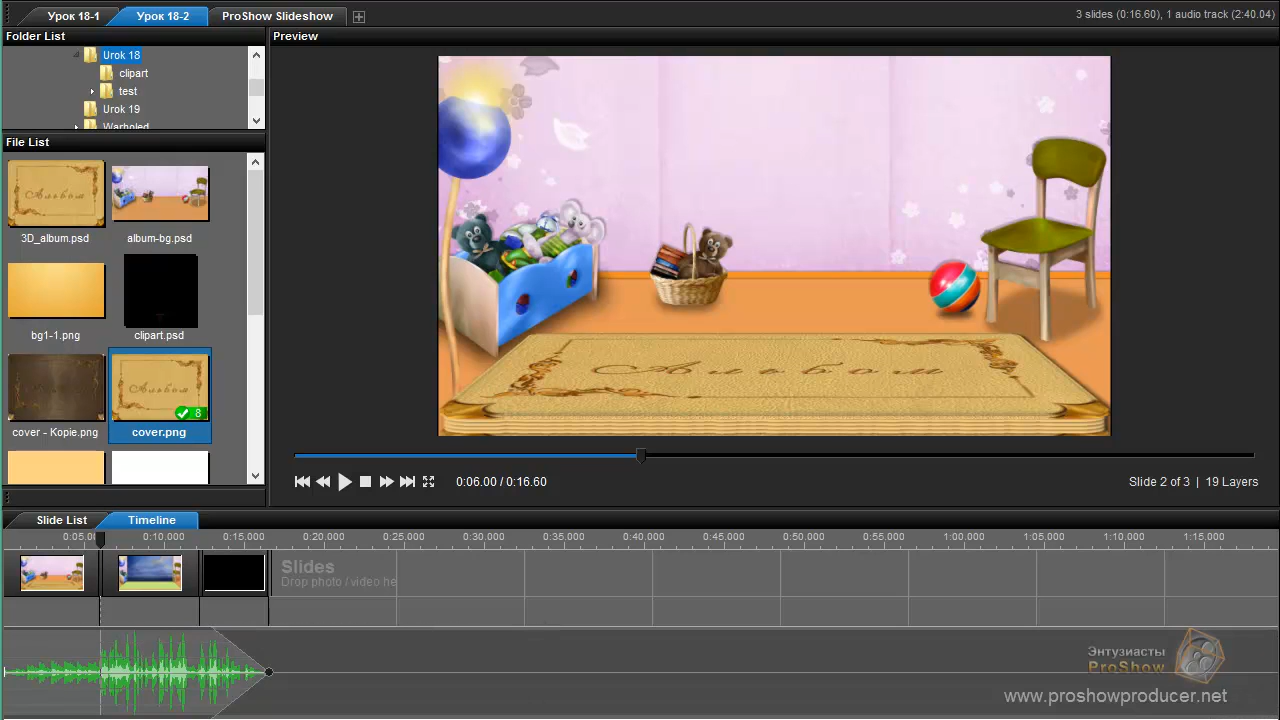 Урок 18-1
Урок 18-2
ProShow Slideshow
3 slides (0:16.60), 1 audio track (2:40.04)
Folder List
Preview
Urok 18
clipart
test
Urok 19
Warholed
File List
Альбом
3D_album.psd
album-bg.psd
bg1-1.png
clipart.psd
Альбом
8
cover - Kopie.png
cover.png
Альбом
0:06.00 / 0:16.60
Slide 2 of 3 | 19 Layers
Slide List
Timeline
0:05.00 0:10.000 0:15.000 0:20.000 0:25.000 0:30.000 0:35.000 0:40.000 0:45.000 0:50.000 0:55.000 1:00.000 1:05.000 1:10.000 1:15.000
Slides
Drop photo / video he
Энтузиасты
ProShow
www.proshowproducer.net